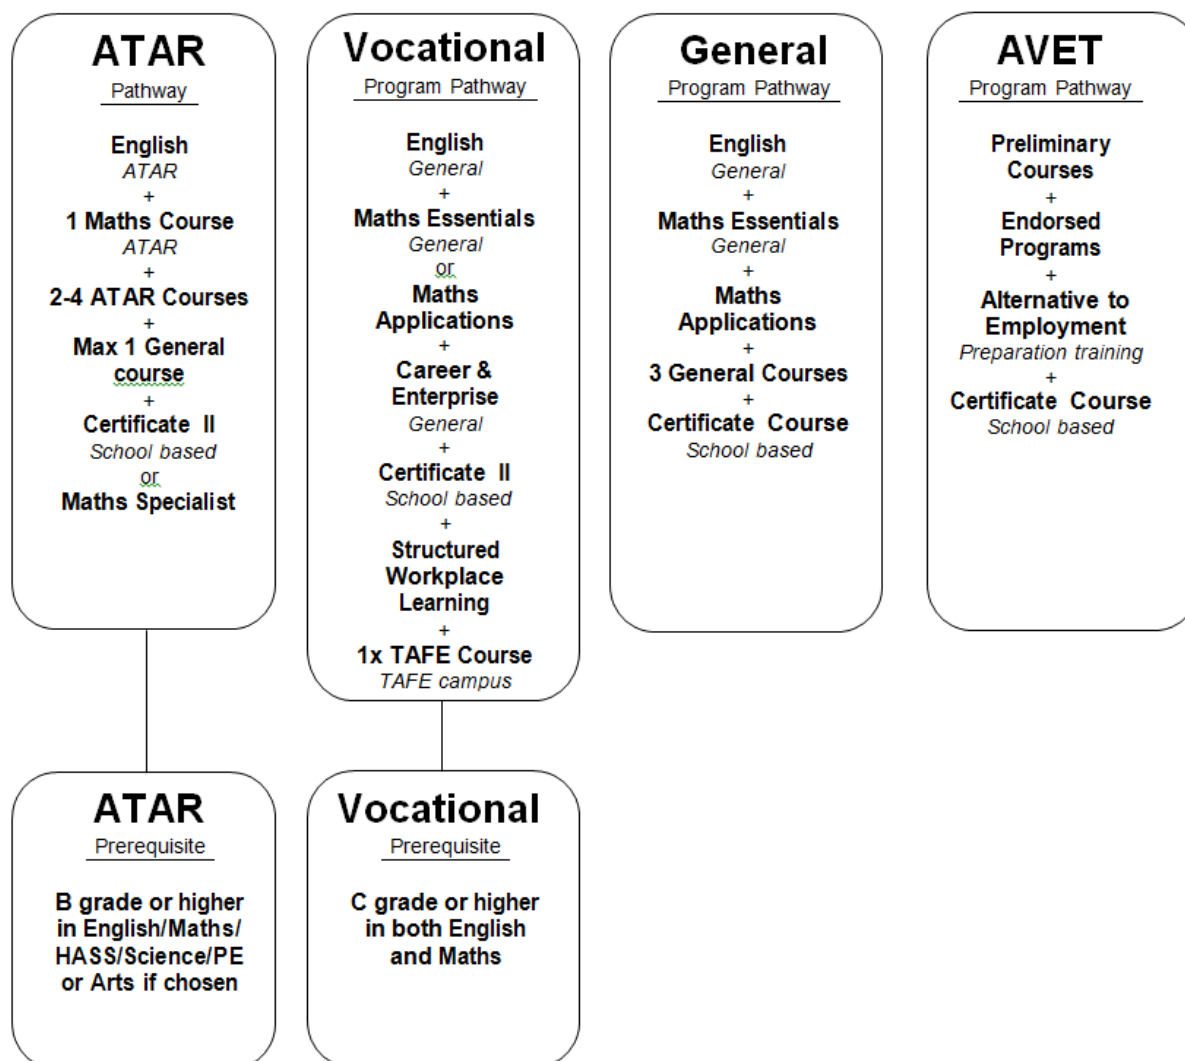 ATAR
Pathway
English
ATAR
+
1 Maths Course
ATAR
+
2-4 ATAR Courses
+
Max 1 General
course
+
Certificate II
School based
or
Maths Specialist
Vocational
Program Pathway
English
General
+
Maths Essentials
General
or
Maths
Applications
+
Career &
Enterprise
General
+
Certificate II
School based
+
Structured
Workplace
Learning
+
1x TAFE Course
TAFE campus
General
Program Pathway
English
General
+
Maths Essentials
General
+
Maths
Applications
+
3 General Courses
+
Certificate Course
School based
AVET
Program Pathway
Preliminary
Courses
+
Endorsed
Programs
+
Alternative to
Employment
Preparation training
+
Certificate Course
School based
ATAR
Prerequisite
B grade or higher
in English/Maths/
HASS/Science/PE
or Arts if chosen
Vocational
Prerequisite
C grade or higher
in both English
and Maths